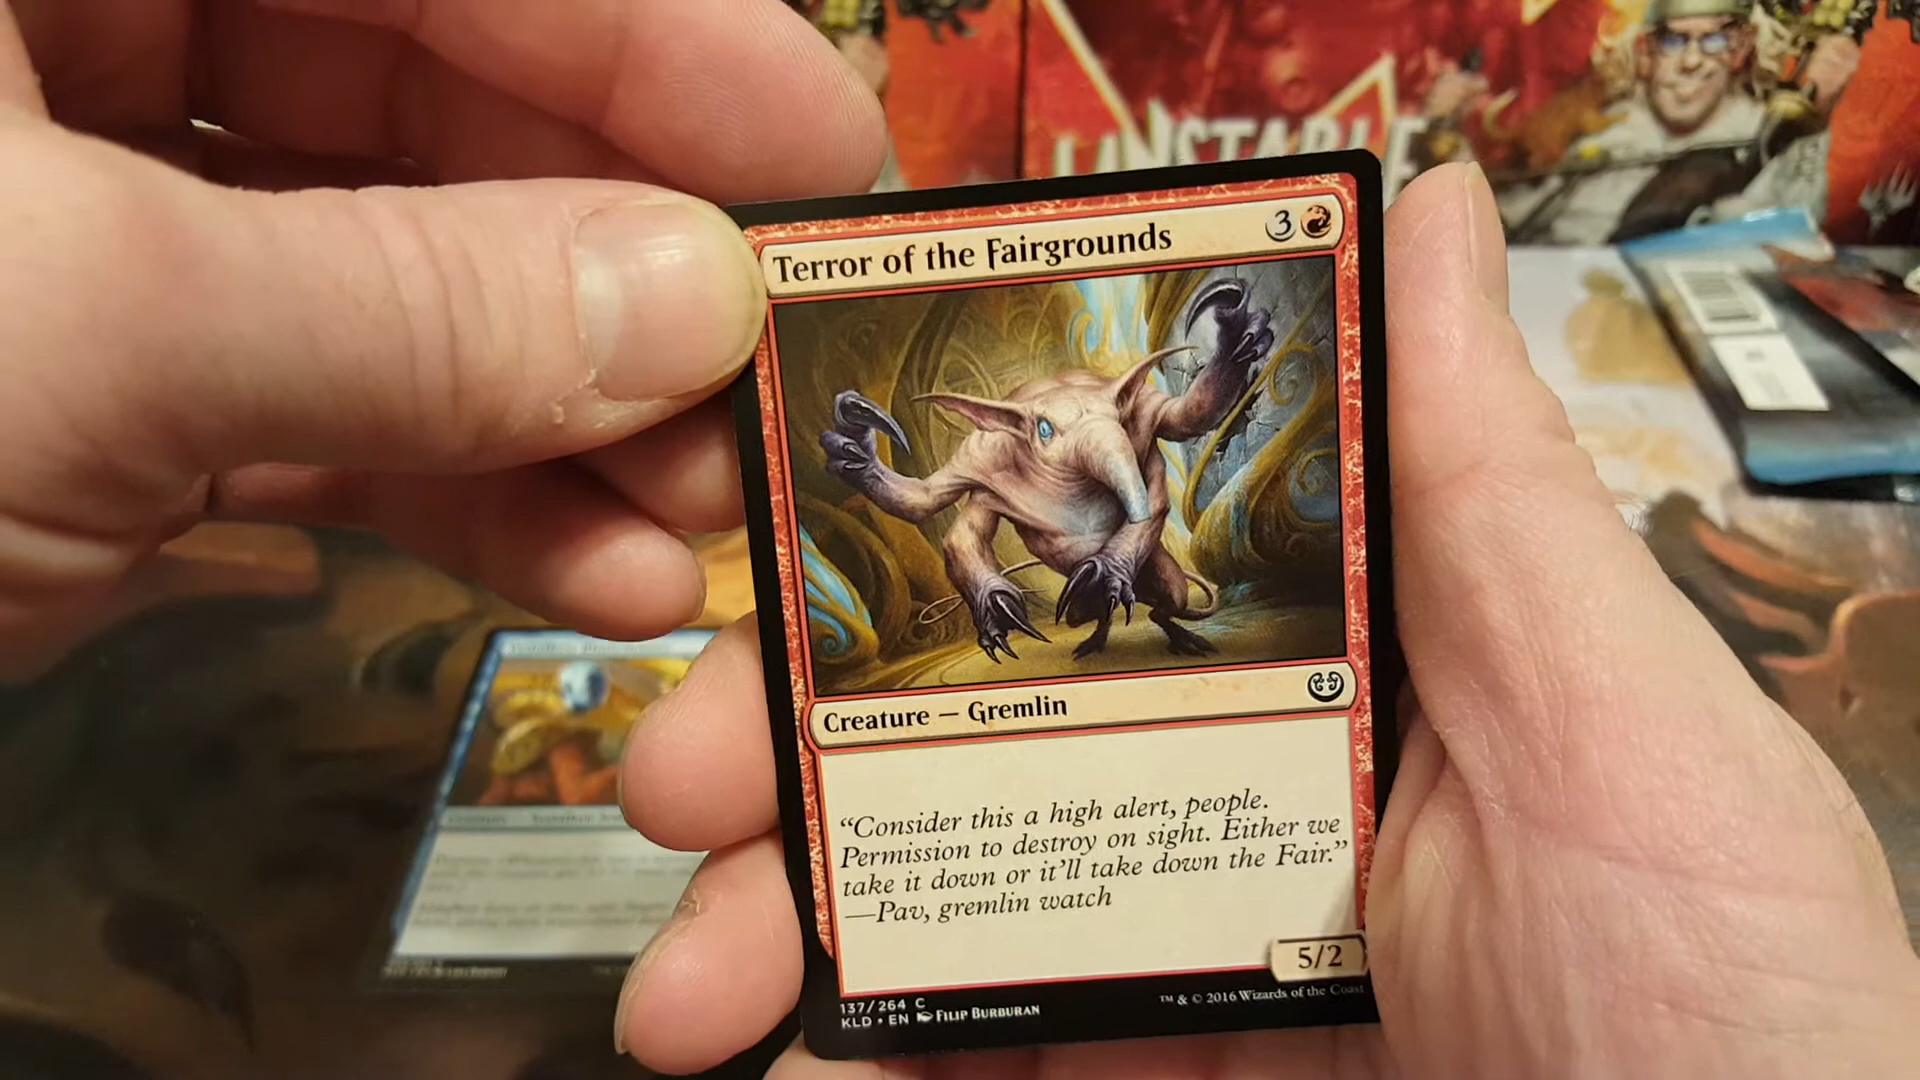 UNSTABLE
Terror of the Fairgrounds 3
Creature — Gremlin
“Consider this a high alert, people.
Permission to destroy on sight. Either we
take it down or it’ll take down the Fair.”
—Pav, gremlin watch
5/2
137/264 C
KLD • EN Filip Burburan
™ & © 2016 Wizards of the Coast